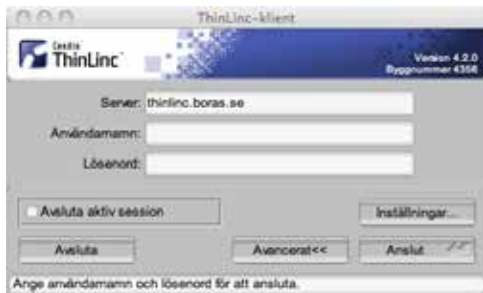 ThinLinc-klient
Cendio
ThinLinc
Version 4.2.0
Byggnummer 4356
Server: thinlinc.boras.se
Användarnamn:
Lösenord:
Avsluta aktiv session
Inställningar...
Avsluta
Avancerat<<
Anslut
Ange användarnamn och lösenord för att ansluta.